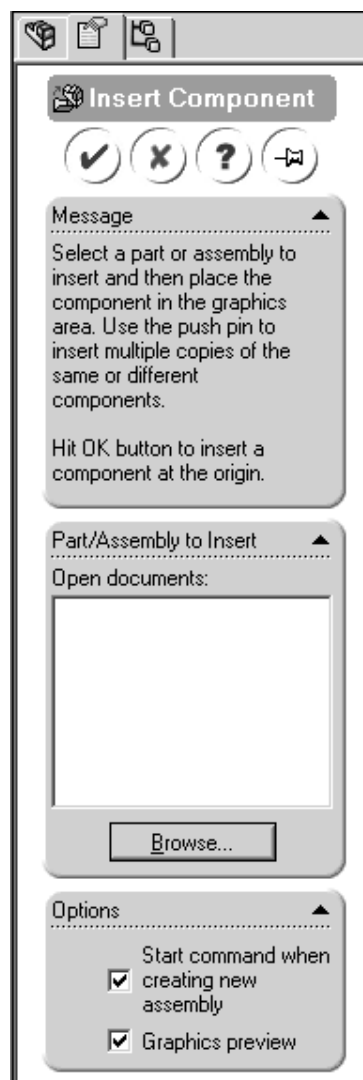 Insert Component
?
Message
Select a part or assembly to
insert and then place the
component in the graphics
area. Use the push pin to
insert multiple copies of the
same or different
components.
Hit OK button to insert a
component at the origin.
Part/Assembly to Insert
Open documents:
Browse...
Options
Start command when
creating new
assembly
Graphics preview